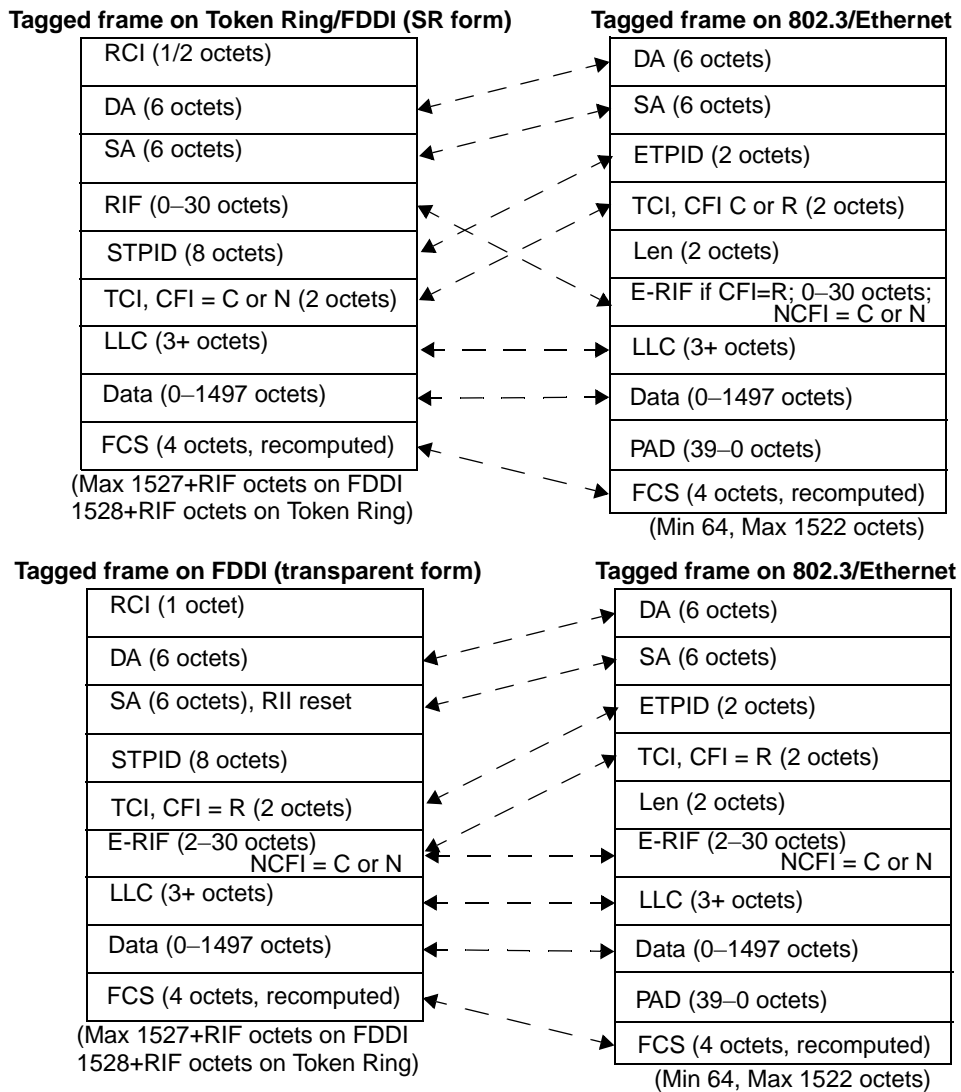 Tagged frame on Token Ring/FDDI (SR form)
RCI (1/2 octets)
DA (6 octets)
SA (6 octets)
RIF (0–30 octets)
STPID (8 octets)
TCI, CFI = C or N (2 octets)
LLC (3+ octets)
Data (0–1497 octets)
FCS (4 octets, recomputed)
(Max 1527+RIF octets on FDDI
1528+RIF octets on Token Ring)
Tagged frame on 802.3/Ethernet
DA (6 octets)
SA (6 octets)
ETPID (2 octets)
TCI, CFI C or R (2 octets)
Len (2 octets)
E-RIF if CFI=R; 0–30 octets;
NCFI = C or N
LLC (3+ octets)
Data (0–1497 octets)
PAD (39–0 octets)
FCS (4 octets, recomputed)
(Min 64, Max 1522 octets)
Tagged frame on FDDI (transparent form)
RCI (1 octet)
DA (6 octets)
SA (6 octets), RII reset
STPID (8 octets)
TCI, CFI = R (2 octets)
E-RIF (2–30 octets)
NCFI = C or N
LLC (3+ octets)
Data (0–1497 octets)
FCS (4 octets, recomputed)
(Max 1527+RIF octets on FDDI
1528+RIF octets on Token Ring)
Tagged frame on 802.3/Ethernet
DA (6 octets)
SA (6 octets)
ETPID (2 octets)
TCI, CFI = R (2 octets)
Len (2 octets)
E-RIF (2–30 octets)
NCFI = C or N
LLC (3+ octets)
Data (0–1497 octets)
PAD (39–0 octets)
FCS (4 octets, recomputed)
(Min 64, Max 1522 octets)